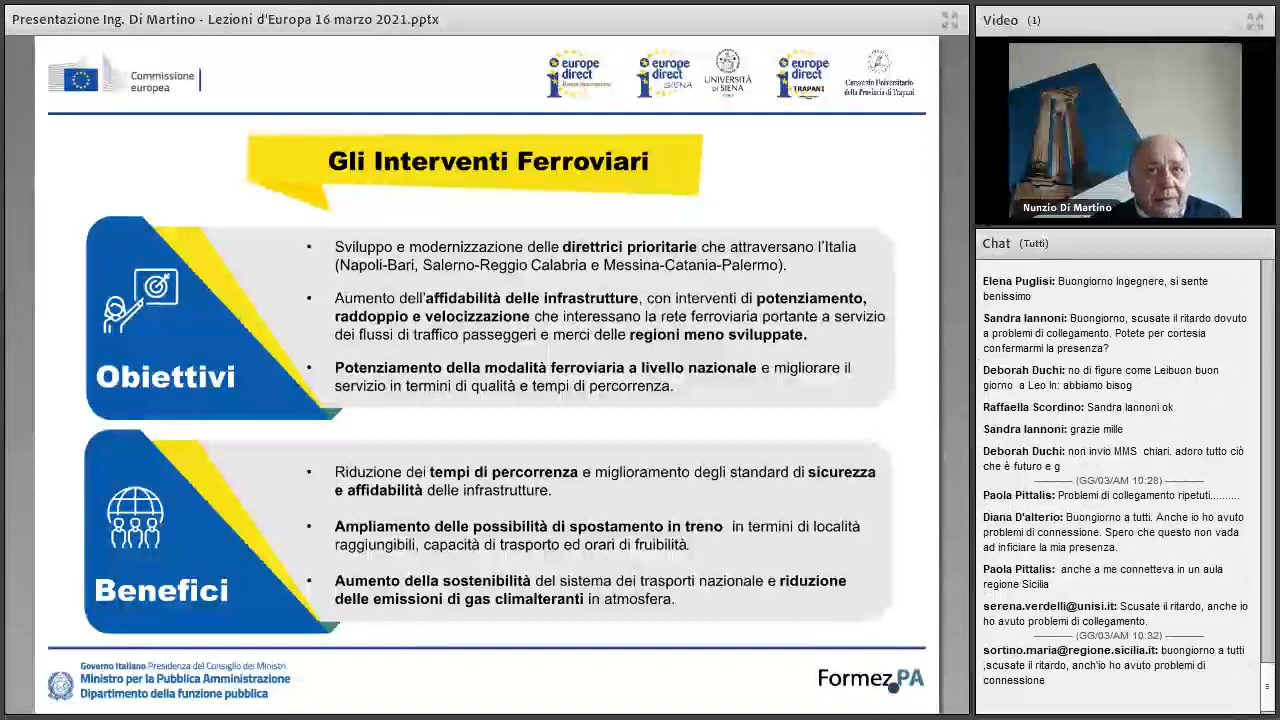 Presentazione Ing. Di Martino - Lezioni d'Europa 16 marzo 2021.pptx
Commissione
europea
europe
direct
europe
direct
SIENA
UNIVERSITÀ
DI SIENA
europe
direct
TRAPANI
Consorzio Universitario
della Provincia di Trapani
Gli Interventi Ferroviari
Obiettivi
• Sviluppo e modernizzazione delle direttrici prioritarie che attraversano l'Italia
(Napoli-Bari, Salerno-Reggio Calabria e Messina-Catania-Palermo).
• Aumento dell'affidabilità delle infrastrutture, con interventi di potenziamento,
raddoppio e velocizzazione che interessano la rete ferroviaria portante a servizio
dei flussi di traffico passeggeri e merci delle regioni meno sviluppate.
• Potenziamento della modalità ferroviaria a livello nazionale e migliorare il
servizio in termini di qualità e tempi di percorrenza.
Benefici
• Riduzione dei tempi di percorrenza e miglioramento degli standard di sicurezza
e affidabilità delle infrastrutture.
• Ampliamento delle possibilità di spostamento in treno in termini di località
raggiungibili, capacità di trasporto ed orari di fruibilità.
• Aumento della sostenibilità del sistema dei trasporti nazionale e riduzione
delle emissioni di gas climalteranti in atmosfera.
Governo Italiano Presidenza del Consiglio dei Ministri
Ministro per la Pubblica Amministrazione
Dipartimento della funzione pubblica
Formez PA
Video (1)
Nunzio Di Martino
Chat (Tutti)
Elena Puglisi: Buongiorno Ingegnere, si sente
benissimo
Sandra Iannoni: Buongiorno, scusate il ritardo dovuto
a problemi di collegamento. Potete per cortesia
confermarmi la presenza?
Deborah Duchi: no di figure come Leibuon buon
giorno a Leo In: abbiamo bisog
Raffaella Scordino: Sandra Iannoni ok
Sandra Iannoni: grazie mille
Deborah Duchi: non invio MMS chiari. adoro tutto ciò
che è futuro e g
(GG/03/AM 10:28)
Paola Pittalis: Problemi di collegamento ripetuti..........
Diana D'alterio: Buongiorno a tutti. Anche io ho avuto
problemi di connessione. Spero che questo non vada
ad inficiare la mia presenza.
Paola Pittalis: anche a me connetteva in un aula
regione Sicilia
serena.verdelli@unisi.it: Scusate il ritardo, anche io
ho avuto problemi di collegamento.
(GG/03/AM 10:32)
sortino.maria@regione.sicilia.it: buongiorno a tutti
,scusate il ritardo, anch'io ho avuto problemi di
connessione